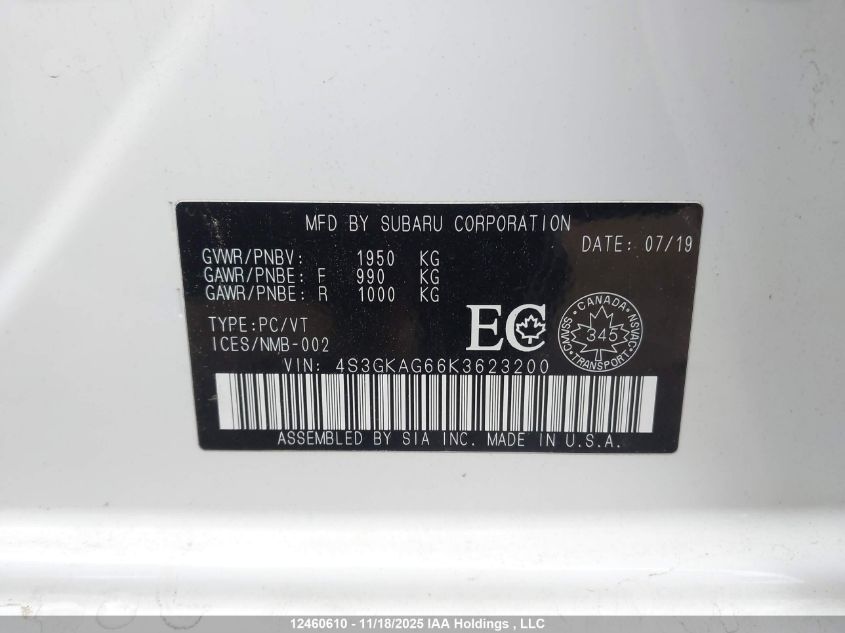 MFD BY SUBARU CORPORATION
DATE: 07/19
GVWR/PNBV: 1950 KG
GAWR/PNBE: F 990 KG
GAWR/PNBE: R 1000 KG
TYPE:PC/VT
ICES/NMB-002
EC
CANADA
CMVSS 345 NSVAC
TRANSPORT
VIN: 4S3GKAG66K3623200
ASSEMBLED BY SIA INC. MADE IN U.S.A.
12460610 - 11/18/2025 IAA Holdings , LLC